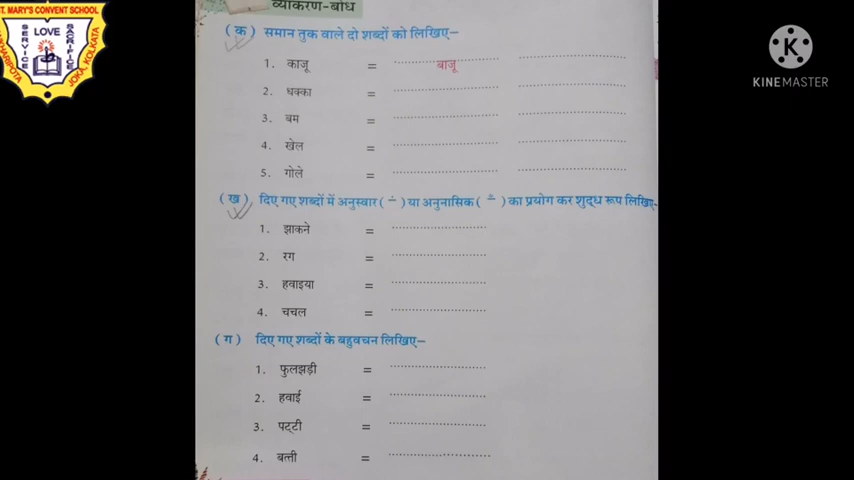 ST. MARY'S CONVENT SCHOOL
LOVE
SERVICE
SACRIFICE
JOKA, KOLKATA
KINEMASTER
व्याकरण-बोध
(क) समान तुक वाले दो शब्दों को लिखिए–
1. काजू = बाजू
2. धक्का =
3. बम =
4. खेल =
5. गोले =
(ख) दिए गए शब्दों में अनुस्वार ( ं ) या अनुनासिक ( ँ ) का प्रयोग कर शुद्ध रूप लिखिए–
1. झाकने =
2. रग =
3. हवाइया =
4. चचल =
(ग) दिए गए शब्दों के बहुवचन लिखिए–
1. फुलझड़ी =
2. हवाई =
3. पट्टी =
4. बत्ती =